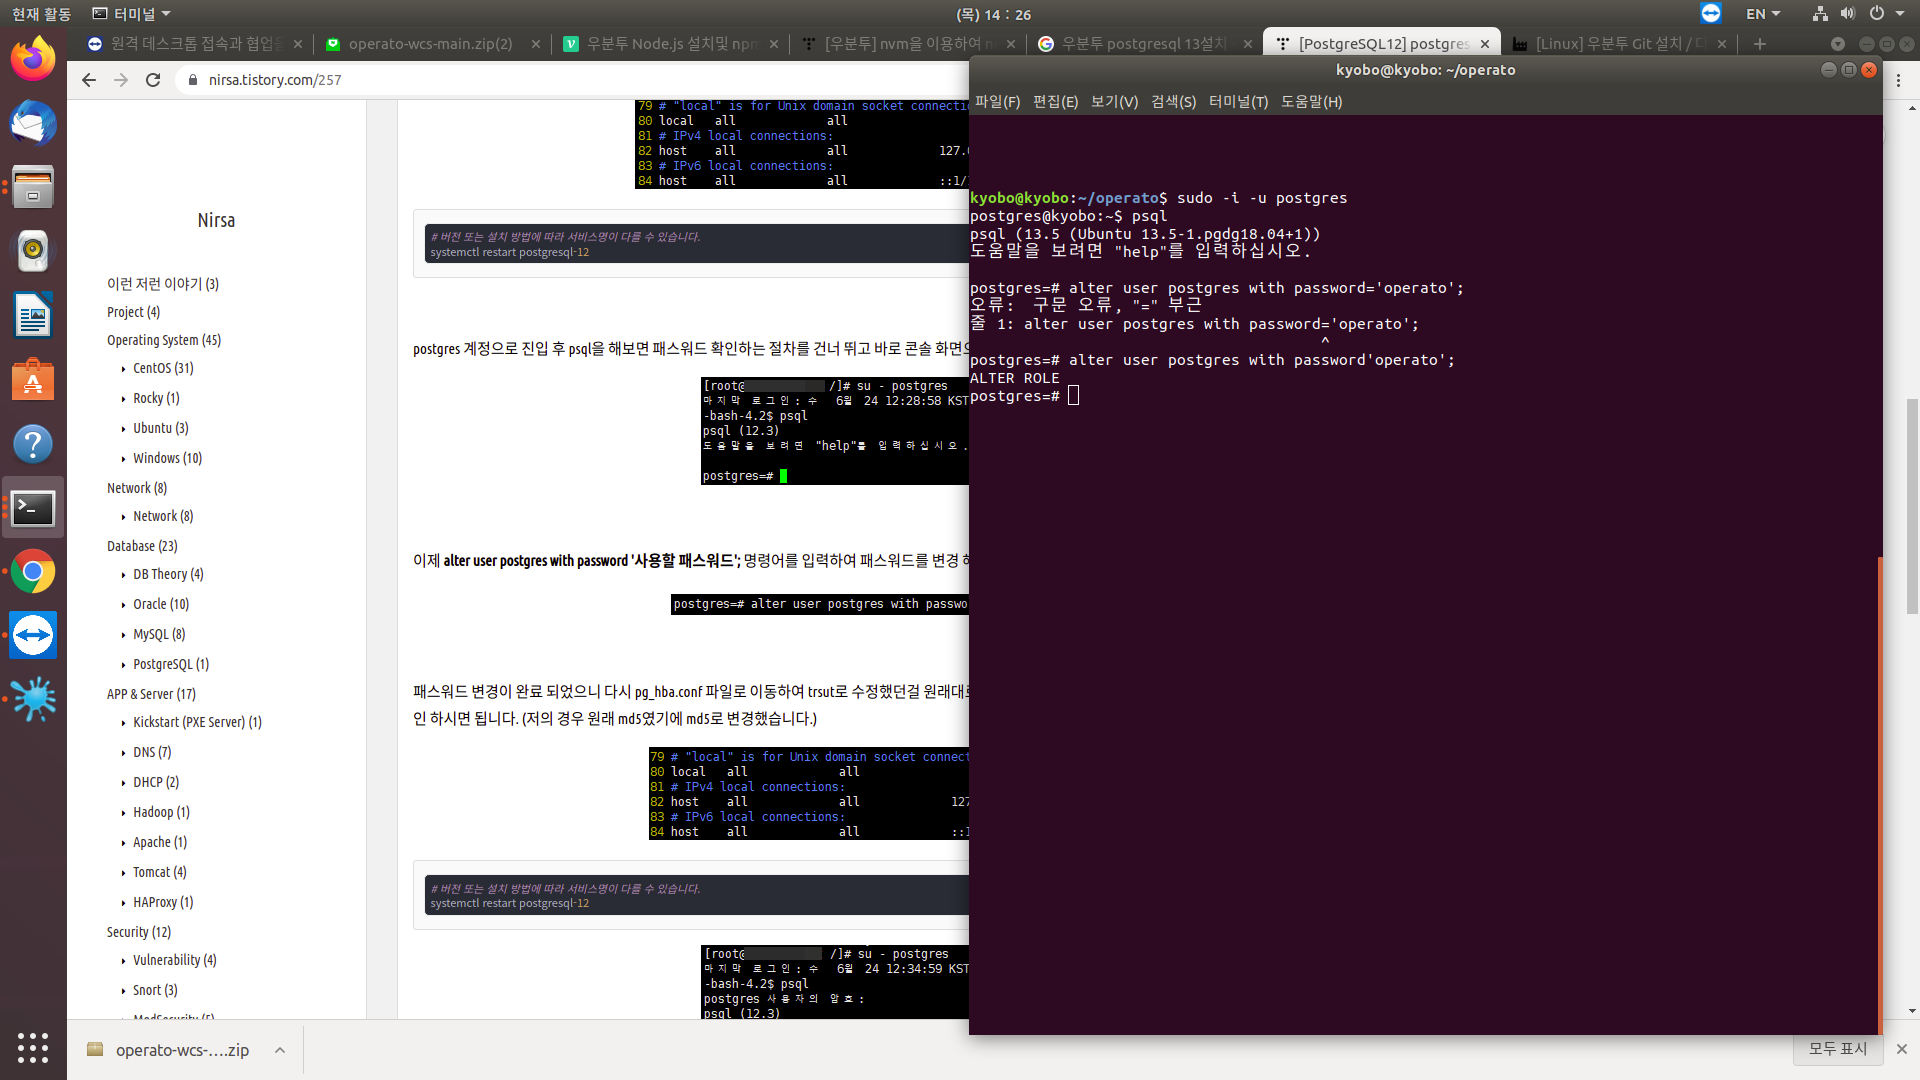 현재 활동
터미널
(목) 14 : 26
EN
원격 데스크톱 접속과 협업을
operato-wcs-main.zip(2)
우분투 Node.js 설치및 npm
[우분투] nvm을 이용하여 n
우분투 postgresql 13설치
[PostgreSQL12] postgres
[Linux] 우분투 Git 설치 / 디
nirsa.tistory.com/257
Nirsa
이런 저런 이야기 (3)
Project (4)
Operating System (45)
CentOS (31)
Rocky (1)
Ubuntu (3)
Windows (10)
Network (8)
Network (8)
Database (23)
DB Theory (4)
Oracle (10)
MySQL (8)
PostgreSQL (1)
APP & Server (17)
Kickstart (PXE Server) (1)
DNS (7)
DHCP (2)
Hadoop (1)
Apache (1)
Tomcat (4)
HAProxy (1)
Security (12)
Vulnerability (4)
Snort (3)
ModSecurity (5)
79 # "local" is for Unix domain socket connecti
80 local all all
81 # IPv4 local connections:
82 host all all 127.
83 # IPv6 local connections:
84 host all all ::1/
# 버전 또는 설치 방법에 따라 서비스명이 다를 수 있습니다.
systemctl restart postgresql-12
postgres 계정으로 진입 후 psql을 해보면 패스워드 확인하는 절차를 건너 뛰고 바로 콘솔 화면으
[root@ /]# su - postgres
마지막 로그인 : 수 6월 24 12:28:58 KST
-bash-4.2$ psql
psql (12.3)
도움말을 보려면 "help"를 입력하십시오.
postgres=#
이제 alter user postgres with password '사용할 패스워드'; 명령어를 입력하여 패스워드를 변경
postgres=# alter user postgres with passwo
패스워드 변경이 완료 되었으니 다시 pg_hba.conf 파일로 이동하여 trsut로 수정했던걸 원래대로
인 하시면 됩니다. (저의 경우 원래 md5였기에 md5로 변경했습니다.)
79 # "local" is for Unix domain socket connect
80 local all all
81 # IPv4 local connections:
82 host all all 127
83 # IPv6 local connections:
84 host all all ::1
# 버전 또는 설치 방법에 따라 서비스명이 다를 수 있습니다.
systemctl restart postgresql-12
[root@ /]# su - postgres
마지막 로그인 : 수 6월 24 12:34:59 KST
-bash-4.2$ psql
postgres 사용자의 암호 :
psql (12.3)
kyobo@kyobo: ~/operato
파일(F) 편집(E) 보기(V) 검색(S) 터미널(T) 도움말(H)
kyobo@kyobo:~/operato$ sudo -i -u postgres
postgres@kyobo:~$ psql
psql (13.5 (Ubuntu 13.5-1.pgdg18.04+1))
도움말을 보려면 "help"를 입력하십시오.
postgres=# alter user postgres with password='operato';
오류: 구문 오류, "=" 부근
줄 1: alter user postgres with password='operato';
^
postgres=# alter user postgres with password'operato';
ALTER ROLE
postgres=#
operato-wcs-....zip
모두 표시